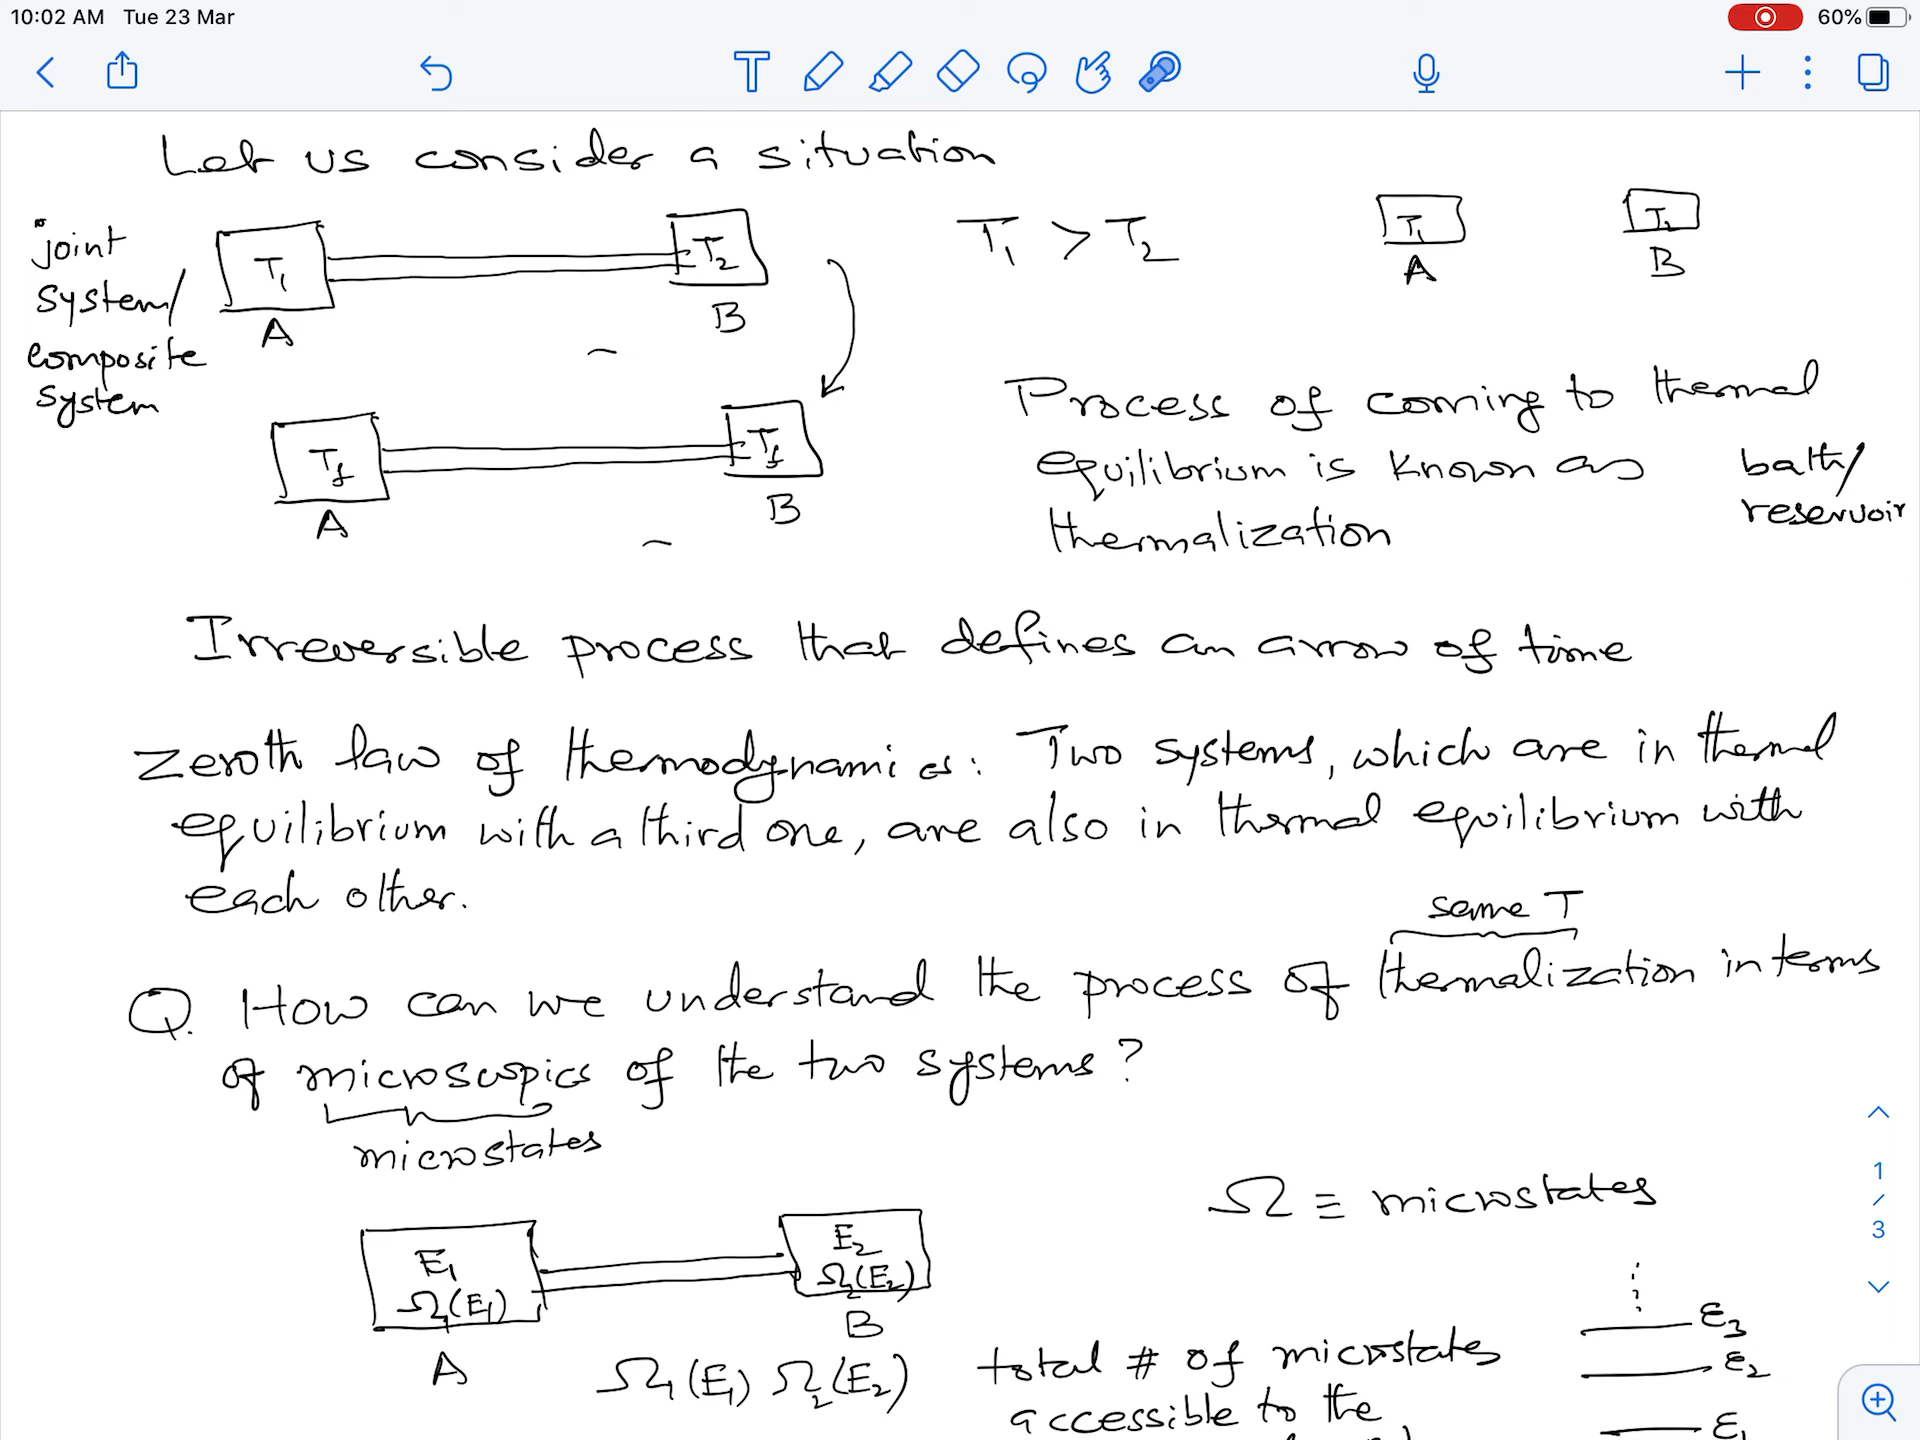 10:02 AM Tue 23 Mar
60%
Let us consider a situation
joint
system/
composite
system
T₁
A
T₂
B
T₁ > T₂
T₁
A
T₂
B
T_f
A
T_f
B
Process of coming to thermal
equilibrium is known as
thermalization
bath/
reservoir
Irreversible process that defines an arrow of time
Zeroth law of thermodynamics: Two systems, which are in thermal
equilibrium with a third one, are also in thermal equilibrium with
each other.
same T
Q. How can we understand the process of thermalization in terms
of microscopics of the two systems?
microstates
E₁
Ω₁(E₁)
A
E₂
Ω₂(E₂)
B
Ω ≡ microstates
Ω₁(E₁) Ω₂(E₂)
total # of microstates
accessible to the
ε₃
ε₂
ε₁
1
/
3